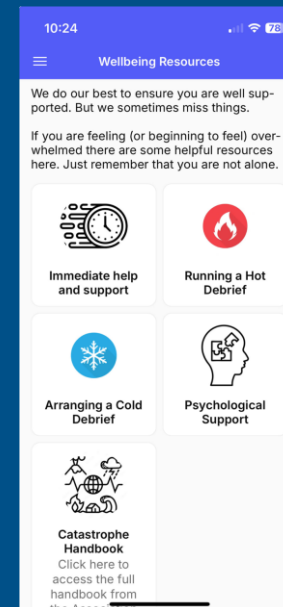 10:24
78
Wellbeing Resources
We do our best to ensure you are well sup-
ported. But we sometimes miss things.
If you are feeling (or beginning to feel) over-
whelmed there are some helpful resources
here. Just remember that you are not alone.
Immediate help
and support
Running a Hot
Debrief
Arranging a Cold
Debrief
Psychological
Support
Catastrophe
Handbook
Click here to
access the full
handbook from